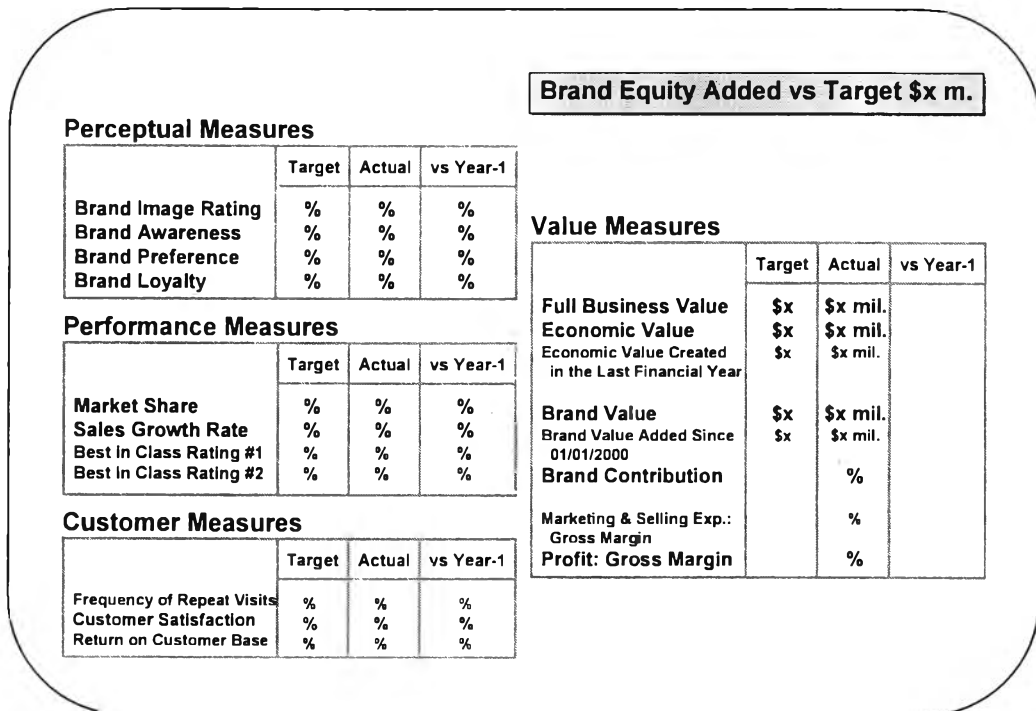 Brand Equity Added vs Target $x m.
Perceptual Measures
Target Actual vs Year-1
Brand Image Rating % % %
Brand Awareness % % %
Brand Preference % % %
Brand Loyalty % % %
Performance Measures
Target Actual vs Year-1
Market Share % % %
Sales Growth Rate % % %
Best In Class Rating #1 % % %
Best In Class Rating #2 % % %
Customer Measures
Target Actual vs Year-1
Frequency of Repeat Visits % % %
Customer Satisfaction % % %
Return on Customer Base % % %
Value Measures
Target Actual vs Year-1
Full Business Value $x $x mil.
Economic Value $x $x mil.
Economic Value Created $x $x mil.
in the Last Financial Year
Brand Value $x $x mil.
Brand Value Added Since $x $x mil.
01/01/2000
Brand Contribution %
Marketing & Selling Exp.: %
Gross Margin
Profit: Gross Margin %